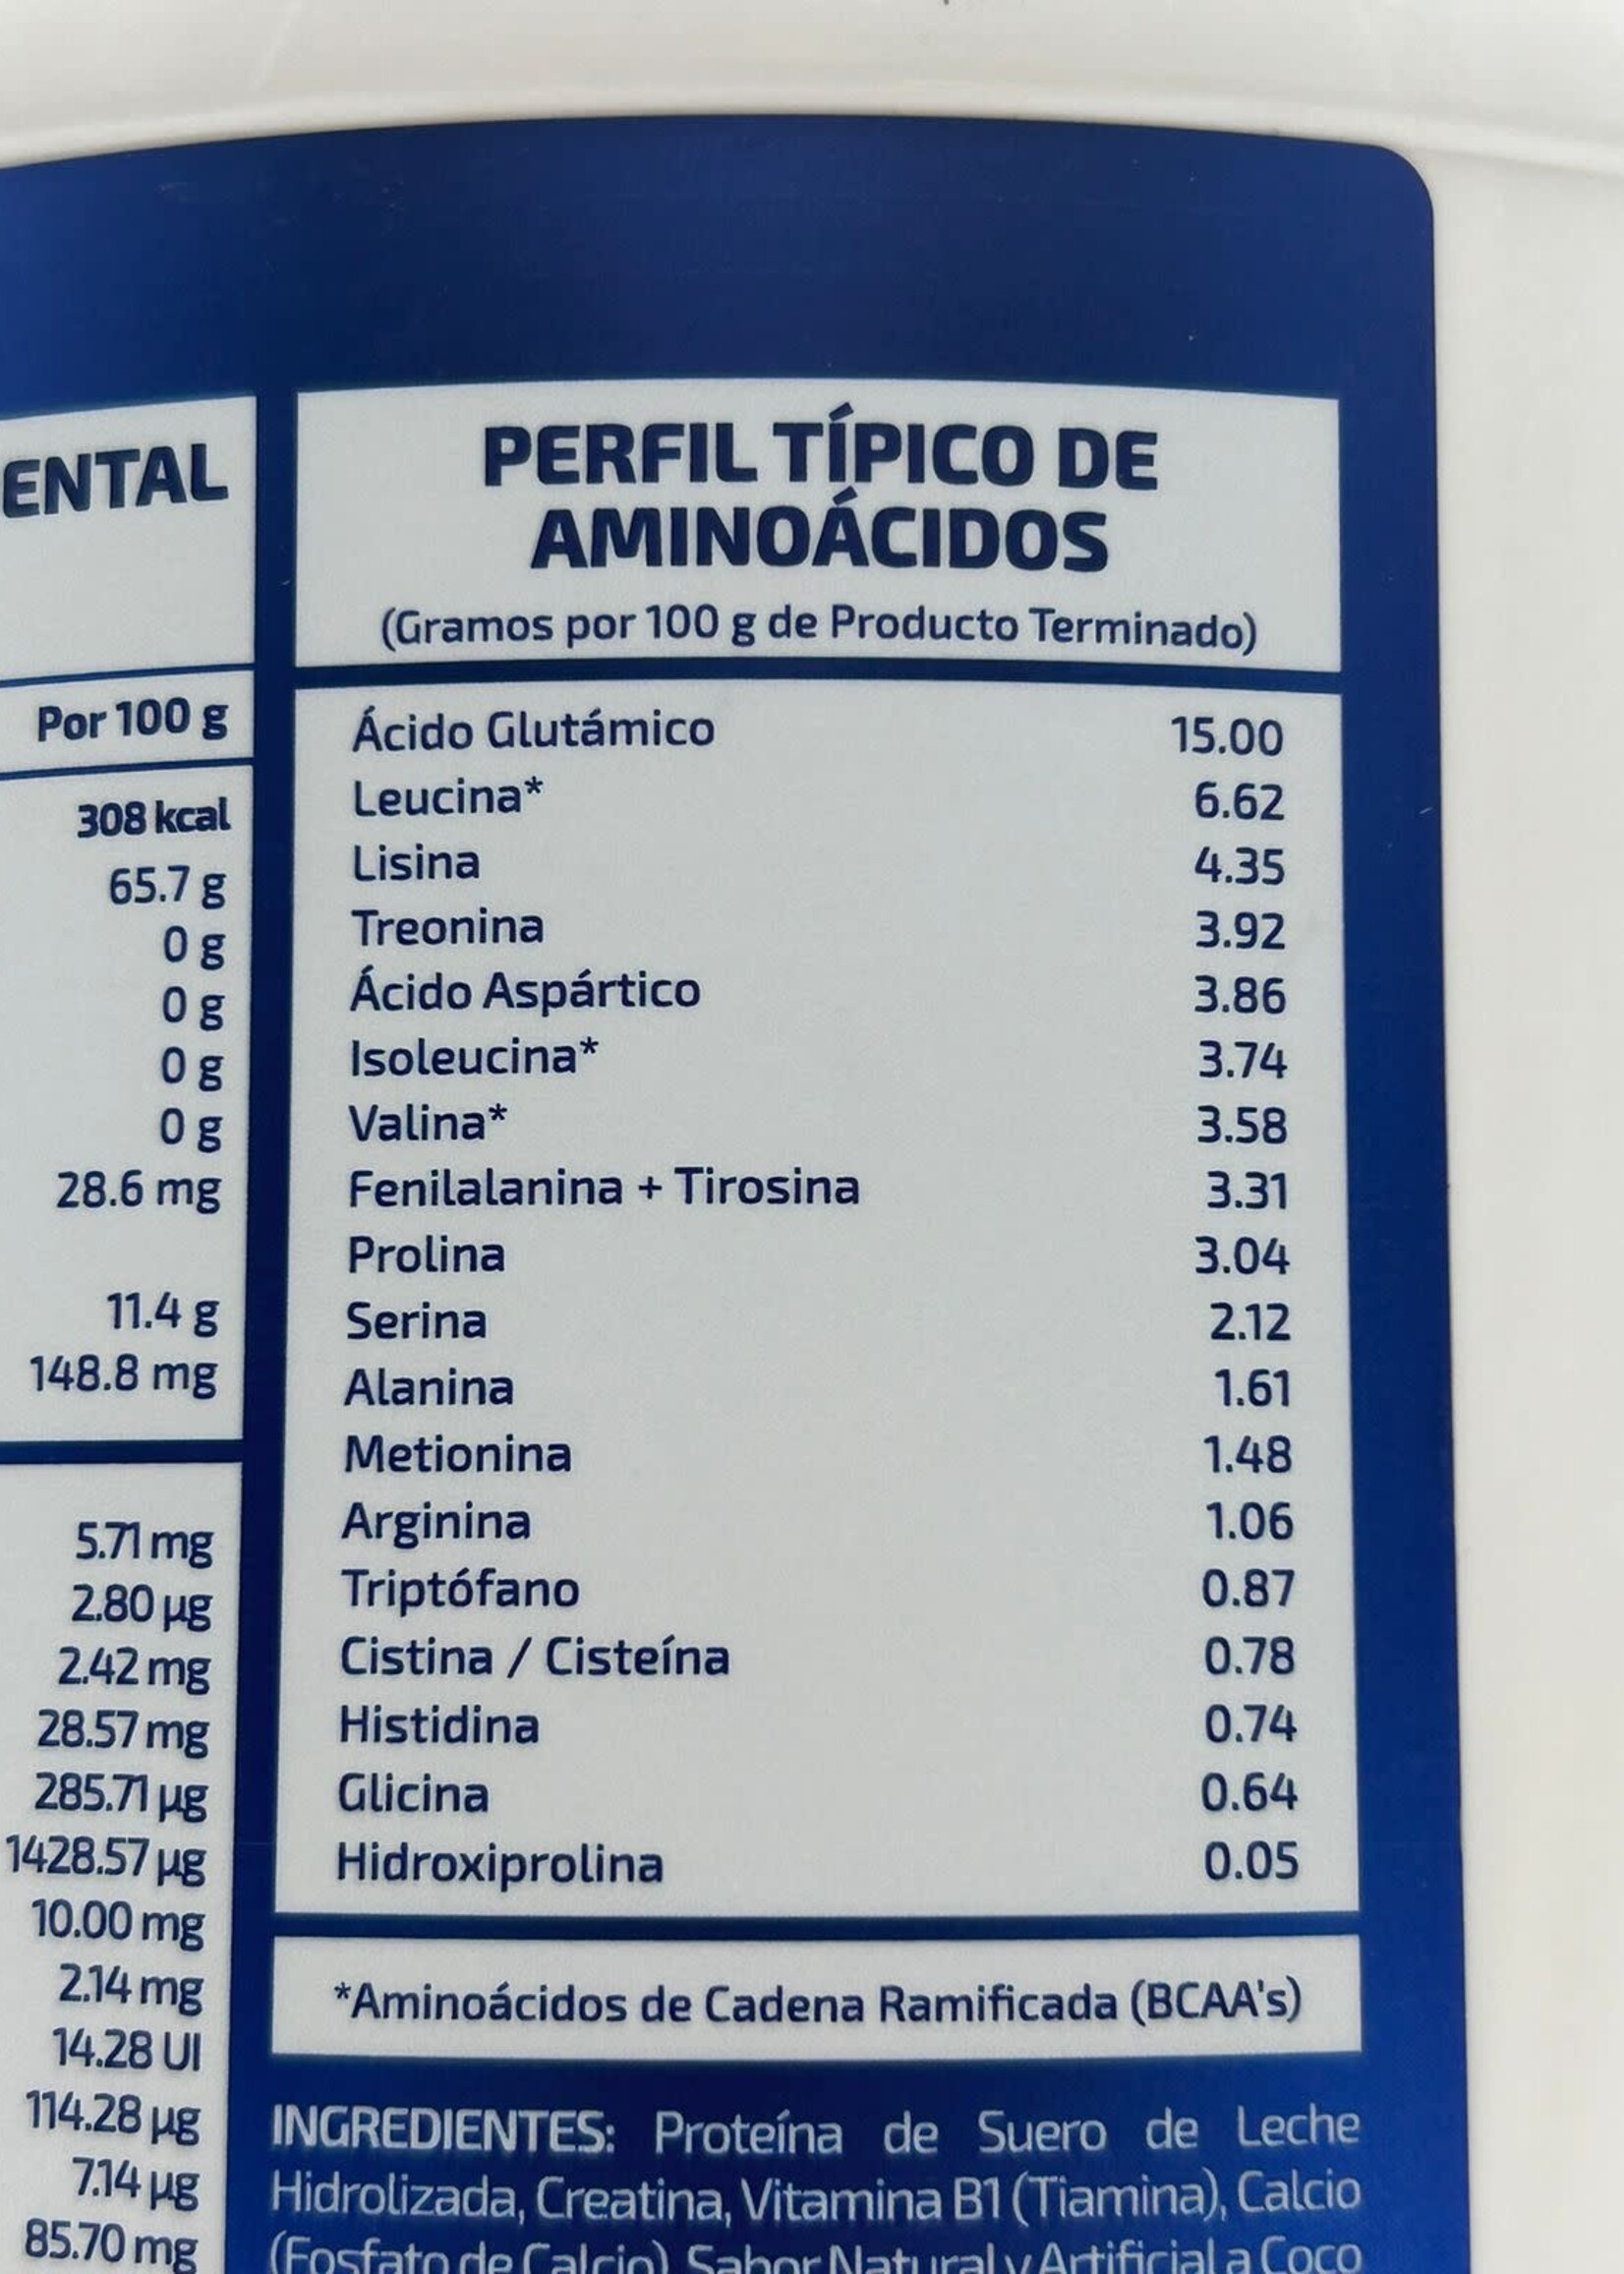 ENTAL
Por 100 g
308 kcal
65.7 g
0 g
0 g
0 g
0 g
28.6 mg
11.4 g
148.8 mg
5.71 mg
2.80 µg
2.42 mg
28.57 mg
285.71 µg
1428.57 µg
10.00 mg
2.14 mg
14.28 UI
114.28 µg
7.14 µg
85.70 mg
PERFIL TÍPICO DE
AMINOÁCIDOS
(Gramos por 100 g de Producto Terminado)
Ácido Glutámico 15.00
Leucina* 6.62
Lisina 4.35
Treonina 3.92
Ácido Aspártico 3.86
Isoleucina* 3.74
Valina* 3.58
Fenilalanina + Tirosina 3.31
Prolina 3.04
Serina 2.12
Alanina 1.61
Metionina 1.48
Arginina 1.06
Triptófano 0.87
Cistina / Cisteína 0.78
Histidina 0.74
Glicina 0.64
Hidroxiprolina 0.05
*Aminoácidos de Cadena Ramificada (BCAA's)
INGREDIENTES: Proteína de Suero de Leche
Hidrolizada, Creatina, Vitamina B1 (Tiamina), Calcio
(Fosfato de Calcio), Sabor Natural y Artificial a Coco